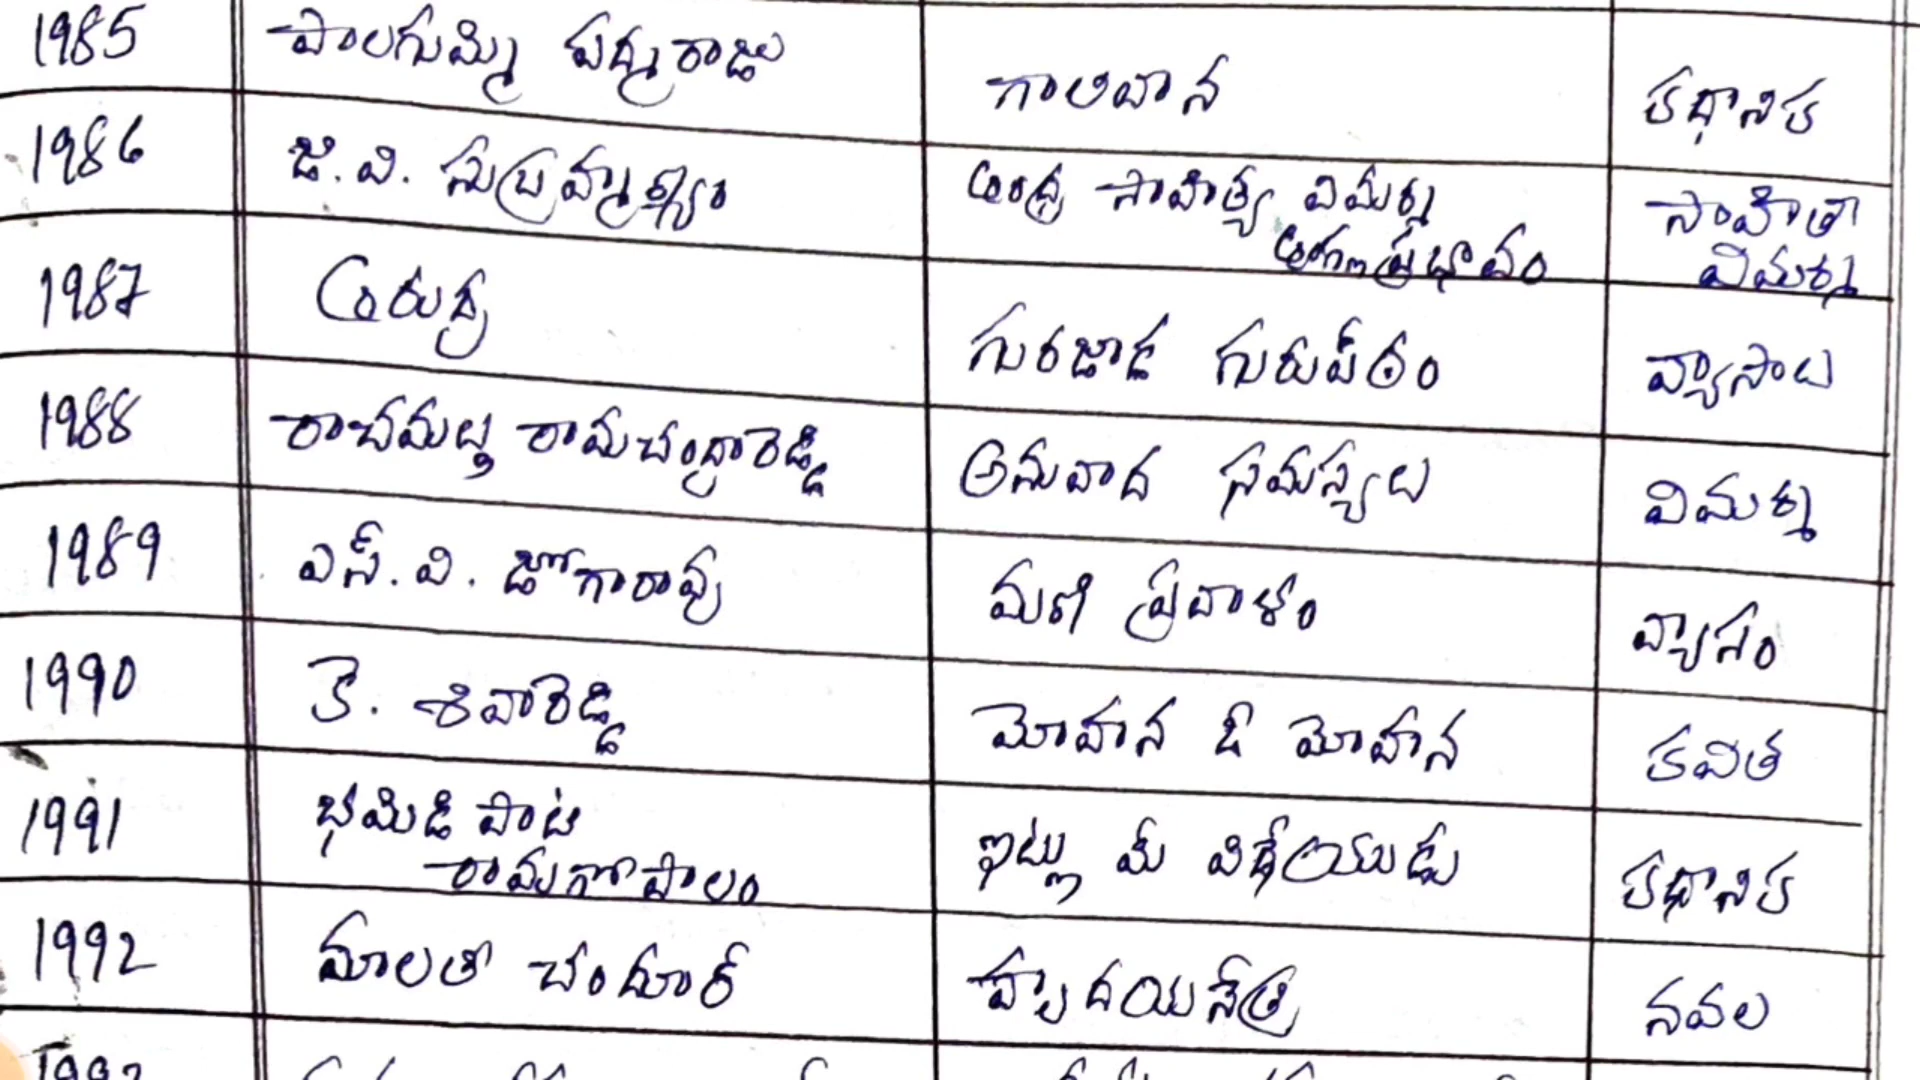 1985 పాలగుమ్మి పద్మరాజు గాలివాన కథానిక
1986 జి.వి. సుబ్రహ్మణ్యం ఆంధ్ర సాహిత్య విమర్శ సాహితీ
ఆంగ్ల ప్రభావం విమర్శ
1987 ఆరుద్ర గురజాడ గురుపీఠం వ్యాసాలు
1988 రాచమల్లు రామచంద్రారెడ్డి అనువాద సమస్యలు విమర్శ
1989 ఎస్.వి. జోగారావు మణి ప్రవాళం వ్యాసం
1990 కె. శివారెడ్డి మోహన ఓ మోహన కవిత
1991 భమిడి పాటి ఇట్లు మీ విధేయుడు కథానిక
రామగోపాలం
1992 మాలతీ చందూర్ హృదయనేత్రి నవల